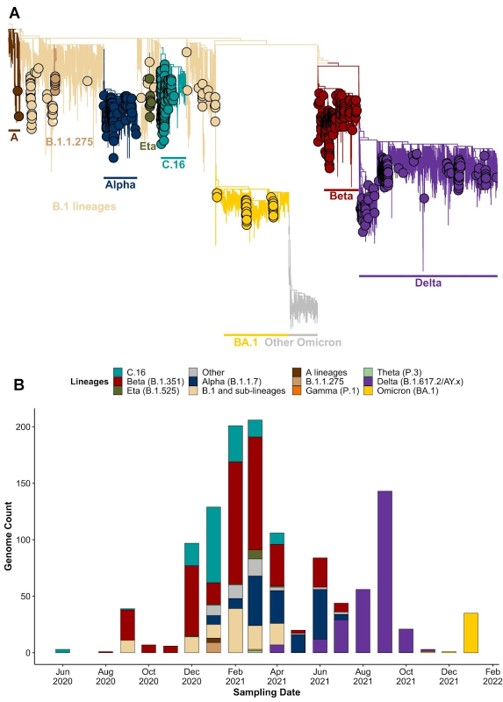 A
A
B.1.1.275
Eta
C.16
Alpha
B.1 lineages
Beta
Delta
BA.1 Other Omicron
Lineages
C.16
Beta (B.1.351)
Eta (B.1.525)
Other
Alpha (B.1.1.7)
B.1 and sub-lineages
A lineages
B.1.1.275
Gamma (P.1)
Theta (P.3)
Delta (B.1.617.2/AY.x)
Omicron (BA.1)
B
Genome Count
200
150
100
50
0
Jun 2020
Aug 2020
Oct 2020
Dec 2020
Feb 2021
Apr 2021
Jun 2021
Aug 2021
Oct 2021
Dec 2021
Feb 2022
Sampling Date